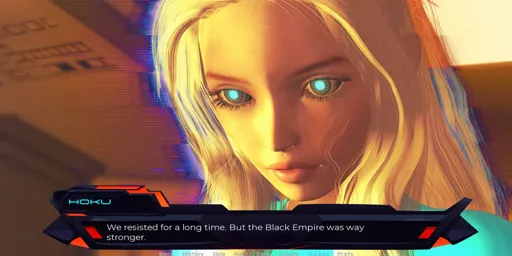 HOKU
We resisted for a long time. But the Black Empire was way
stronger.
History Skip Prefs